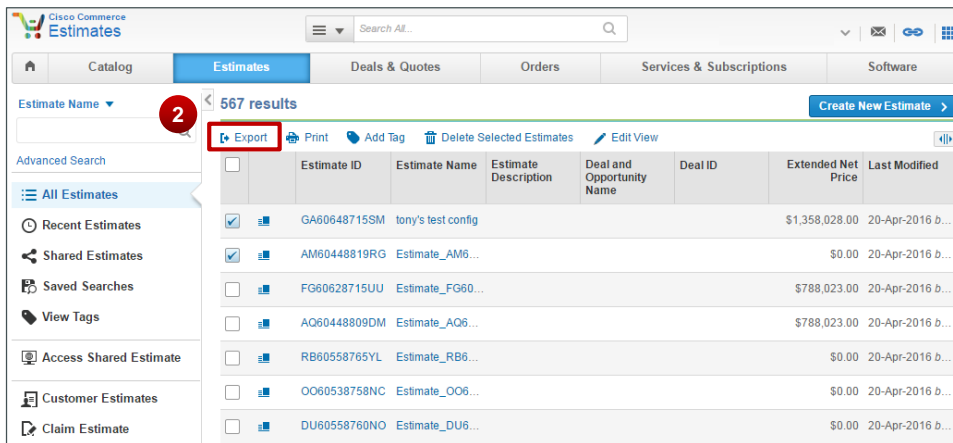 Cisco Commerce
Estimates
Search All...
Catalog
Estimates
Deals & Quotes
Orders
Services & Subscriptions
Software
Estimate Name
2
Advanced Search
All Estimates
Recent Estimates
Shared Estimates
Saved Searches
View Tags
Access Shared Estimate
Customer Estimates
Claim Estimate
567 results
Create New Estimate
Export Print Add Tag Delete Selected Estimates Edit View
Estimate ID Estimate Name Estimate Description Deal and Opportunity Name Deal ID Extended Net Price Last Modified
GA60648715SM tony's test config $1,358,028.00 20-Apr-2016 b...
AM60448819RG Estimate_AM6... $0.00 20-Apr-2016 b...
FG60628715UU Estimate_FG60... $788,023.00 20-Apr-2016 b...
AQ60448809DM Estimate_AQ6... $788,023.00 20-Apr-2016 b...
RB60558765YL Estimate_RB6... $0.00 20-Apr-2016 b...
OO60538758NC Estimate_OO6... $0.00 20-Apr-2016 b...
DU60558760NO Estimate_DU6... $0.00 20-Apr-2016 b...